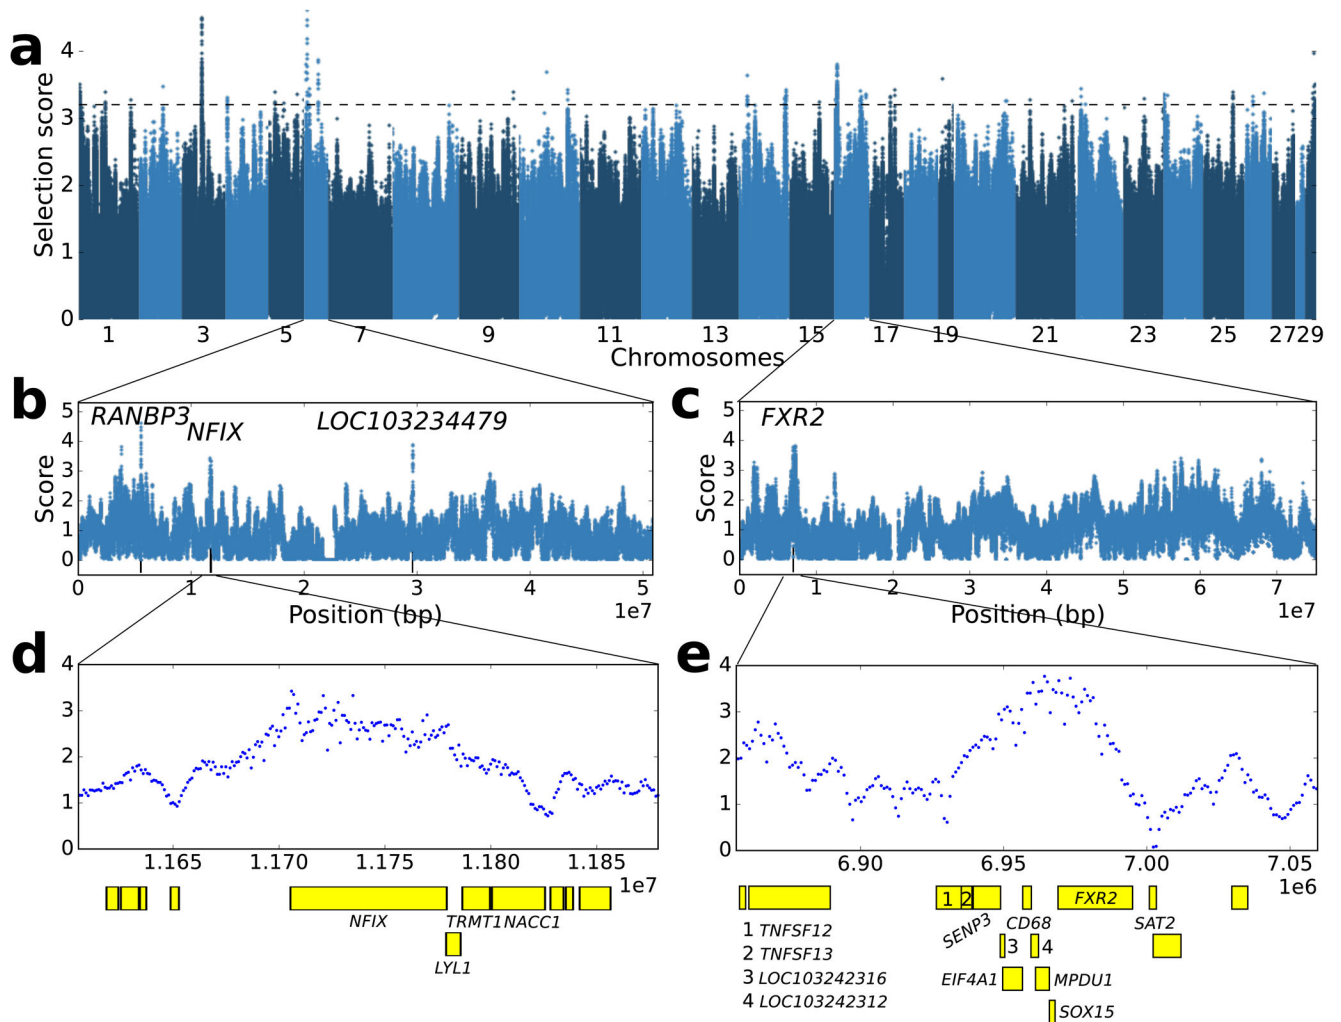 a
Selection score
4
3
2
1
0
1 3 5 7 9 11 13 15 17 19 21 23 25 27 29
Chromosomes
b
RANBP3 NFIX LOC103234479
Score
5
4
3
2
1
0
0 1 2 3 4 5
Position (bp) 1e7
c
FXR2
Score
5
4
3
2
1
0
0 1 2 3 4 5 6 7
Position (bp) 1e7
d
4
3
2
1
0
1.165 1.170 1.175 1.180 1.185
1e7
NFIX TRMT1 NACC1
LYL1
e
4
3
2
1
0
6.90 6.95 7.00 7.05
1e6
1 2 FXR2
SENP3 CD68 SAT2
3 4
EIF4A1 MPDU1
SOX15
1 TNFSF12
2 TNFSF13
3 LOC103242316
4 LOC103242312